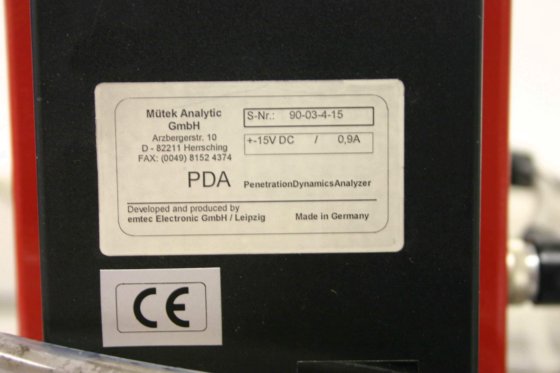 Mütek Analytic
GmbH
Arzbergerstr. 10
D - 82211 Herrsching
FAX: (0049) 8152 4374
S-Nr.: 90-03-4-15
+-15V DC / 0,9A
PDA PenetrationDynamicsAnalyzer
Developed and produced by
emtec Electronic GmbH / Leipzig Made in Germany
CE